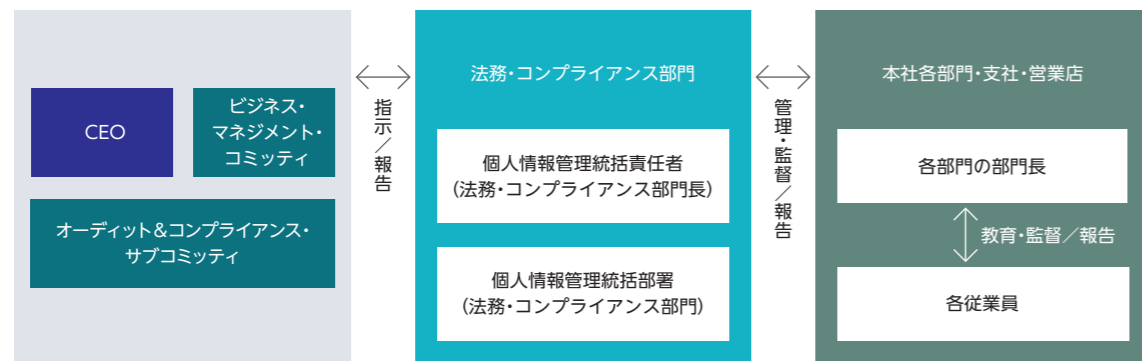 CEO
ビジネス・
マネジメント・
コミッティ
オーディット&コンプライアンス・
サブコミッティ
指示/報告
法務・コンプライアンス部門
個人情報管理統括責任者
(法務・コンプライアンス部門長)
個人情報管理統括部署
(法務・コンプライアンス部門)
管理・監督/報告
本社各部門・支社・営業店
各部門の部門長
教育・監督/報告
各従業員